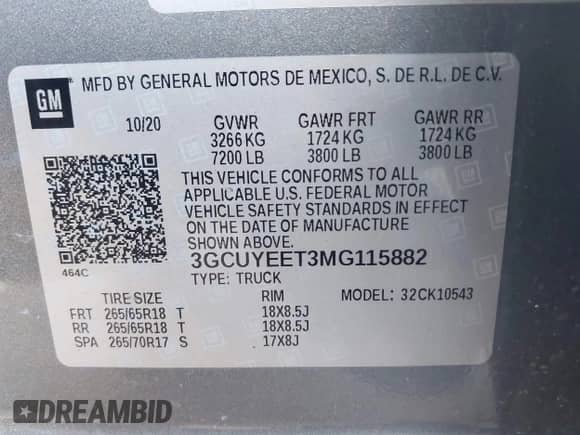 GM
MFD BY GENERAL MOTORS DE MEXICO, S. DE R.L. DE C.V.
10/20 GVWR GAWR FRT GAWR RR
3266 KG 1724 KG 1724 KG
7200 LB 3800 LB 3800 LB
THIS VEHICLE CONFORMS TO ALL
APPLICABLE U.S. FEDERAL MOTOR
VEHICLE SAFETY STANDARDS IN EFFECT
ON THE DATE OF MANUFACTURE
SHOWN ABOVE.
464C
3GCUYEET3MG115882
TYPE: TRUCK
TIRE SIZE RIM MODEL: 32CK10543
FRT 265/65R18 T 18X8.5J
RR 265/65R18 T 18X8.5J
SPA 265/70R17 S 17X8J
DREAMBID